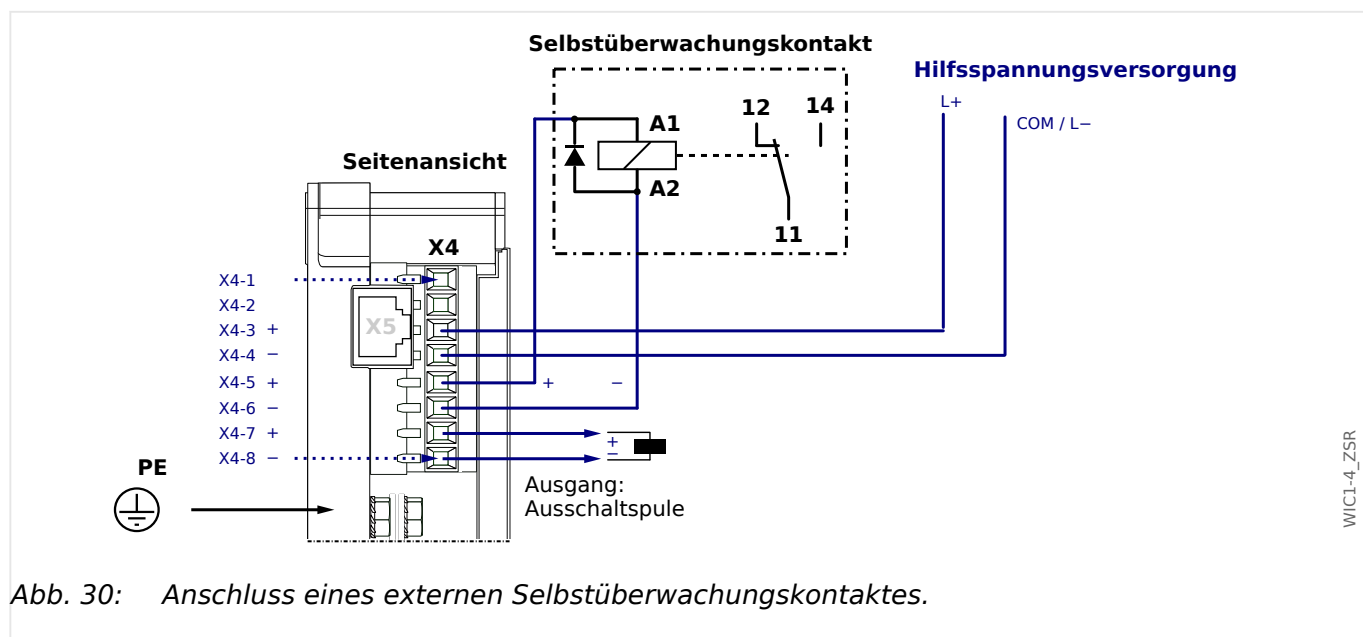 Selbstüberwachungskontakt
Hilfsspannungsversorgung
L+
COM / L−
12
14
A1
A2
11
Seitenansicht
X4
X5
X4-1
X4-2
X4-3 +
X4-4 −
X4-5 +
X4-6 −
X4-7 +
X4-8 −
+ −
+
−
Ausgang:
Ausschaltspule
PE
WIC1-4_ZSR
Abb. 30: Anschluss eines externen Selbstüberwachungskontaktes.